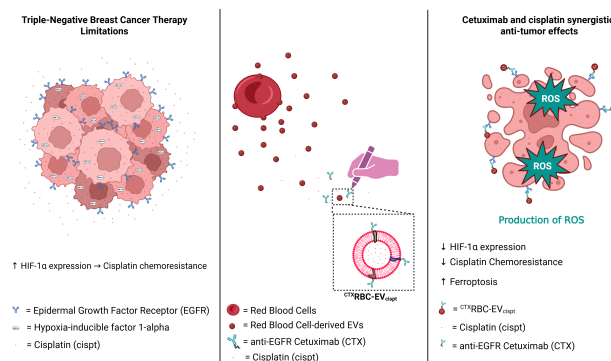 Triple-Negative Breast Cancer Therapy
Limitations
↑ HIF-1α expression → Cisplatin chemoresistance
= Epidermal Growth Factor Receptor (EGFR)
= Hypoxia-inducible factor 1-alpha
= Cisplatin (cispt)
CTXRBC-EVcispt
= Red Blood Cells
= Red Blood Cell-derived EVs
= anti-EGFR Cetuximab (CTX)
= Cisplatin (cispt)
Cetuximab and cisplatin synergistic
anti-tumor effects
ROS
ROS
Production of ROS
↓ HIF-1α expression
↓ Cisplatin Chemoresistance
↑ Ferroptosis
= CTXRBC-EVcispt
= Cisplatin (cispt)
= anti-EGFR Cetuximab (CTX)